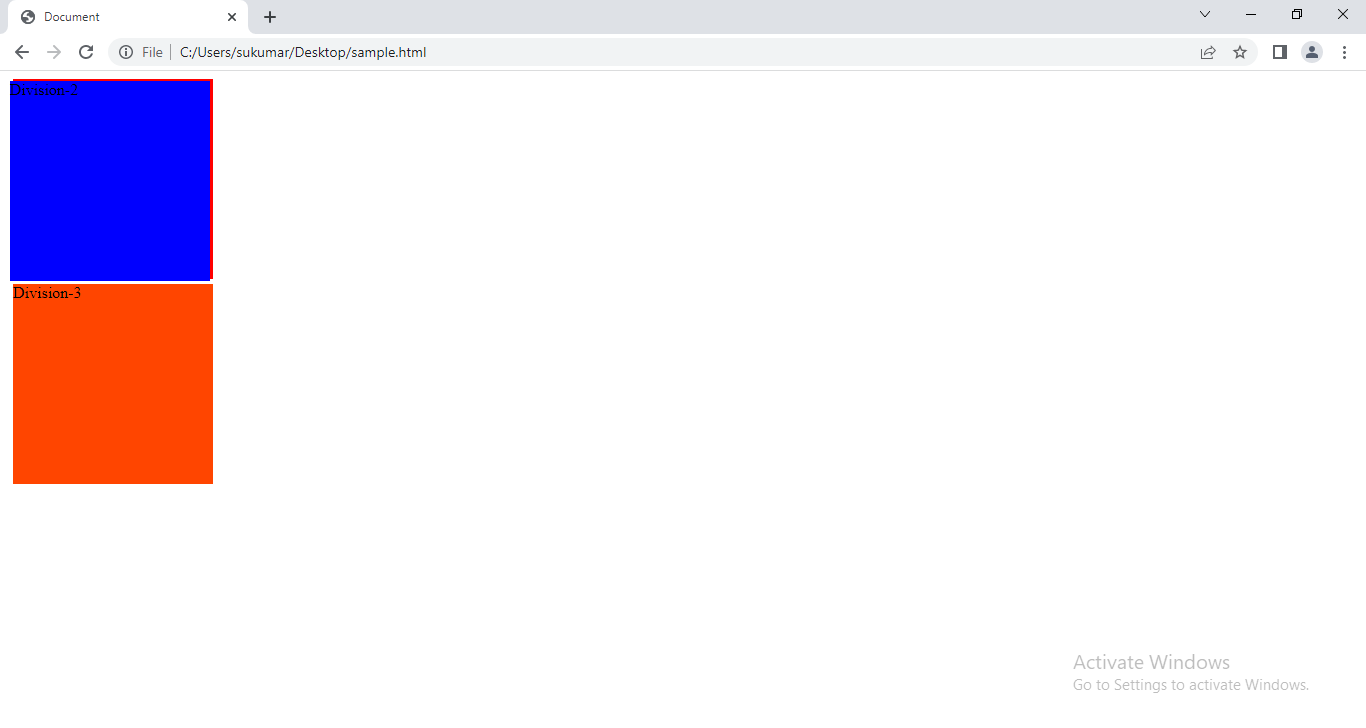 Document
File
C:/Users/sukumar/Desktop/sample.html
Division-2
Division-3
Activate Windows
Go to Settings to activate Windows.